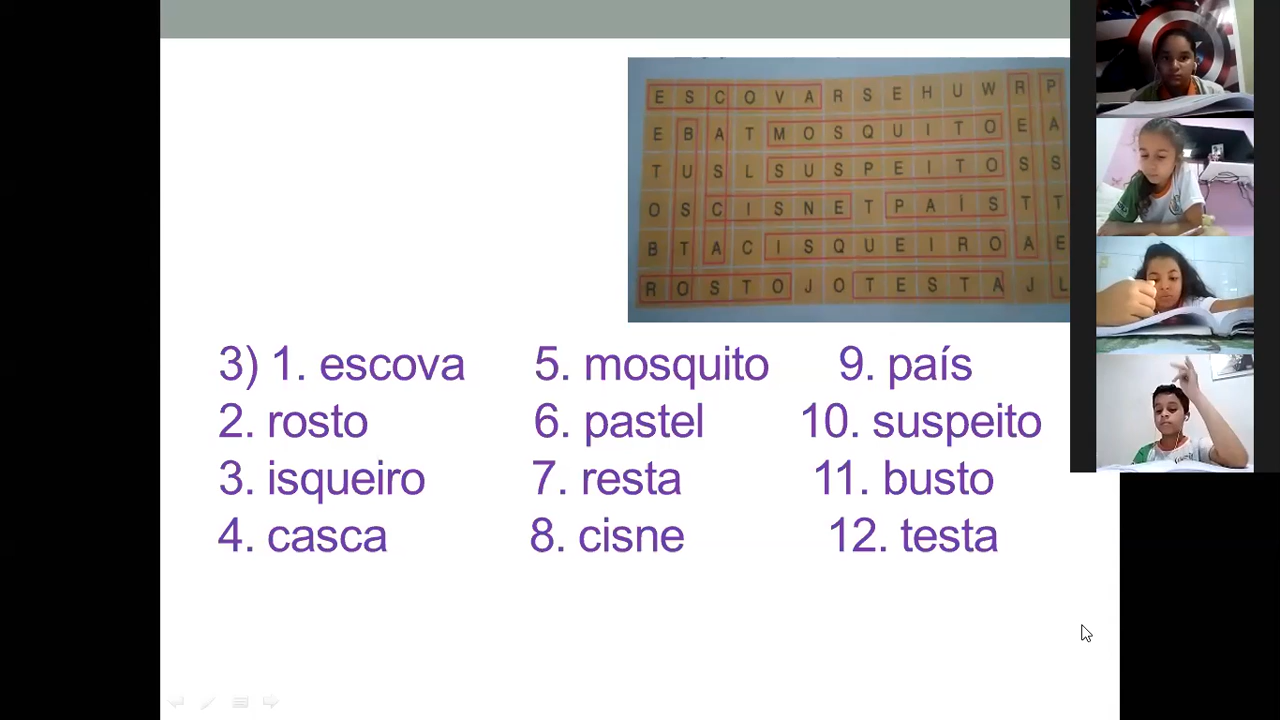 E S C O V A R S E H U W R P
E B A T M O S Q U I T O E A
T U S L S U S P E I T O S S
O S C I S N E T P A Í S T T
B T A C I S Q U E I R O A E
R O S T O J O T E S T A J L
3) 1. escova 5. mosquito 9. país
2. rosto 6. pastel 10. suspeito
3. isqueiro 7. resta 11. busto
4. casca 8. cisne 12. testa